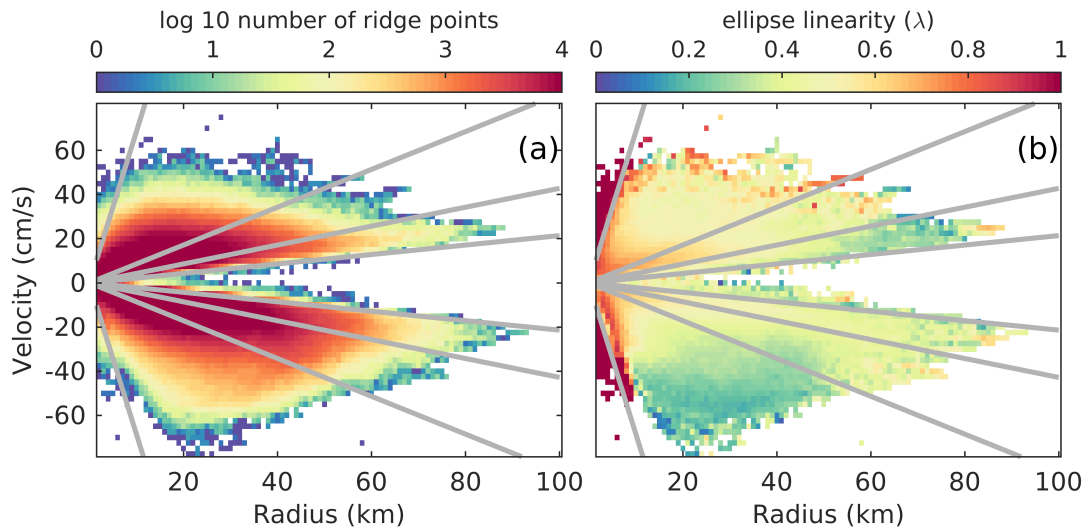 log 10 number of ridge points
0 1 2 3 4
ellipse linearity (λ)
0 0.2 0.4 0.6 0.8 1
(a)
(b)
60
40
20
0
-20
-40
-60
Velocity (cm/s)
20 40 60 80 100
20 40 60 80 100
Radius (km)
Radius (km)